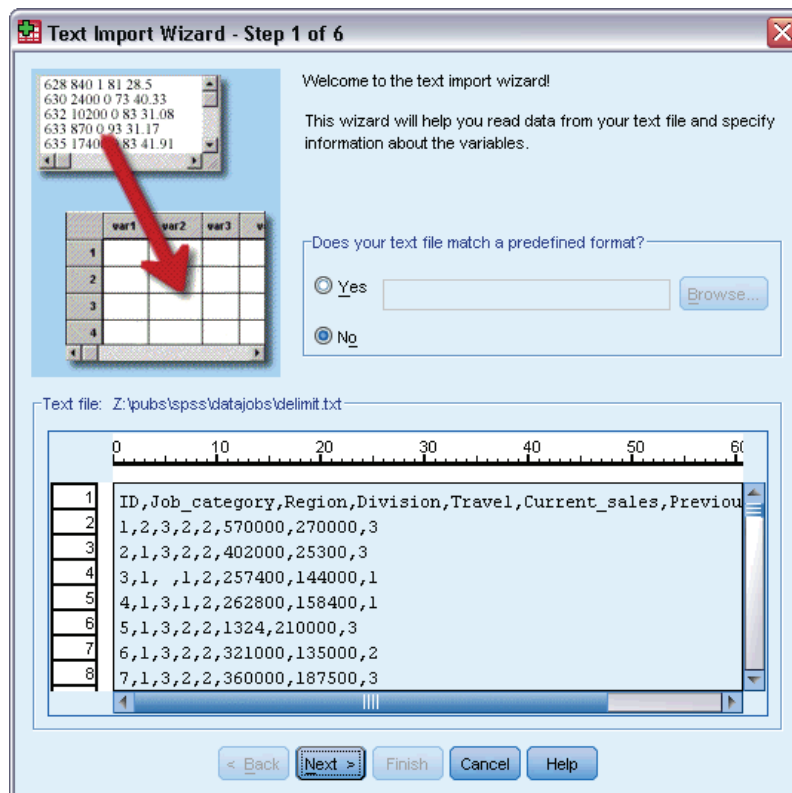 Text Import Wizard - Step 1 of 6
628 840 1 81 28.5
630 2400 0 73 40.33
632 10200 0 83 31.08
633 870 0 93 31.17
635 1740 83 41.91
var1 var2 var3 v
1
2
3
4
Welcome to the text import wizard!
This wizard will help you read data from your text file and specify
information about the variables.
Does your text file match a predefined format?
Yes
Browse...
No
Text file: Z:\pubs\spss\datajobs\delimit.txt
0 10 20 30 40 50 60
1 ID,Job_category,Region,Division,Travel,Current_sales,Previou
2 1,2,3,2,2,570000,270000,3
3 2,1,3,2,2,402000,25300,3
4 3,1, ,1,2,257400,144000,1
5 4,1,3,1,2,262800,158400,1
6 5,1,3,2,2,1324,210000,3
7 6,1,3,2,2,321000,135000,2
8 7,1,3,2,2,360000,187500,3
< Back Next > Finish Cancel Help